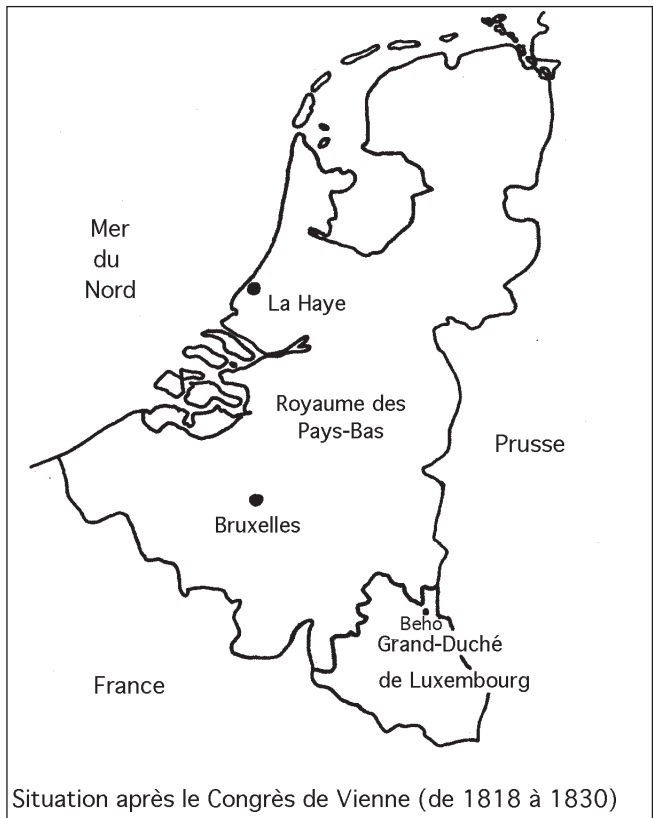 Mer
du
Nord
La Haye
Royaume des
Pays-Bas
Prusse
Bruxelles
Beho
Grand-Duché
de Luxembourg
France
Situation après le Congrès de Vienne (de 1818 à 1830)